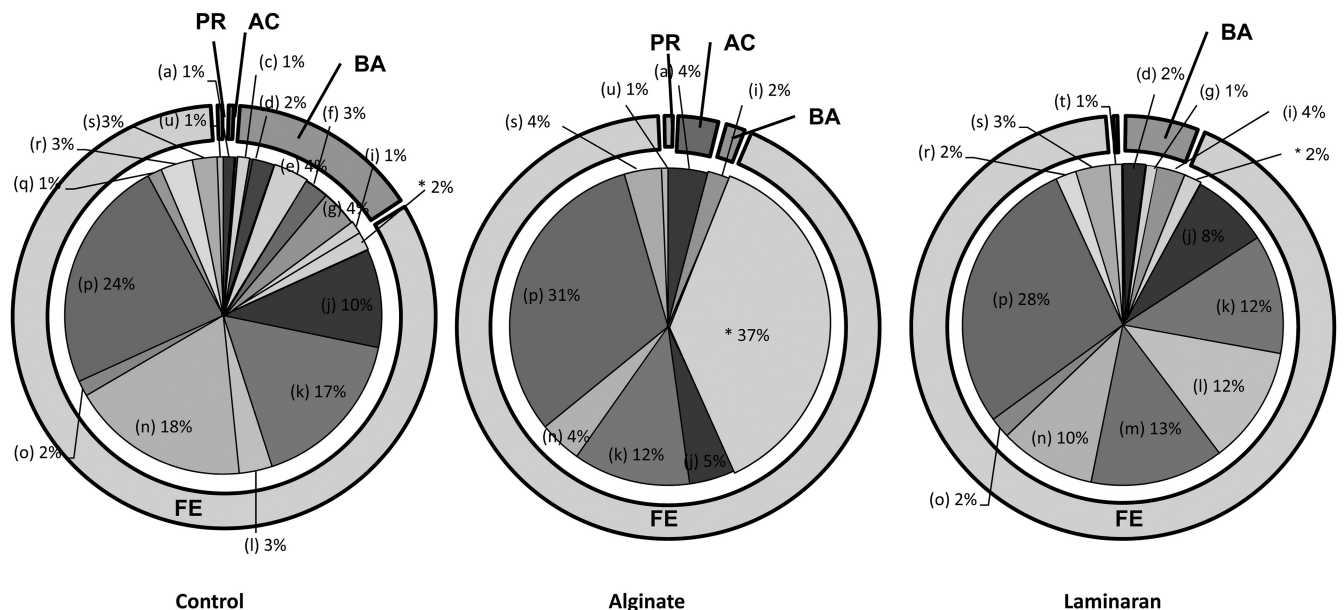 PR AC
(a) 1%
(c) 1%
BA
(d) 2%
(f) 3%
(s)3%
(u) 1%
(r) 3%
(e) 4%
(i) 1%
(q) 1%
* 2%
(g) 4%
(p) 24%
(j) 10%
(k) 17%
(n) 18%
(o) 2%
FE
(l) 3%
Control
PR AC
(a) 4%
(u) 1%
(i) 2%
BA
(s) 4%
(p) 31%
* 37%
(n) 4%
(k) 12%
(j) 5%
FE
Alginate
BA
(d) 2%
(g) 1%
(t) 1%
(i) 4%
(s) 3%
(r) 2%
* 2%
(j) 8%
(p) 28%
(k) 12%
(l) 12%
(m) 13%
(n) 10%
(o) 2%
FE
Laminaran